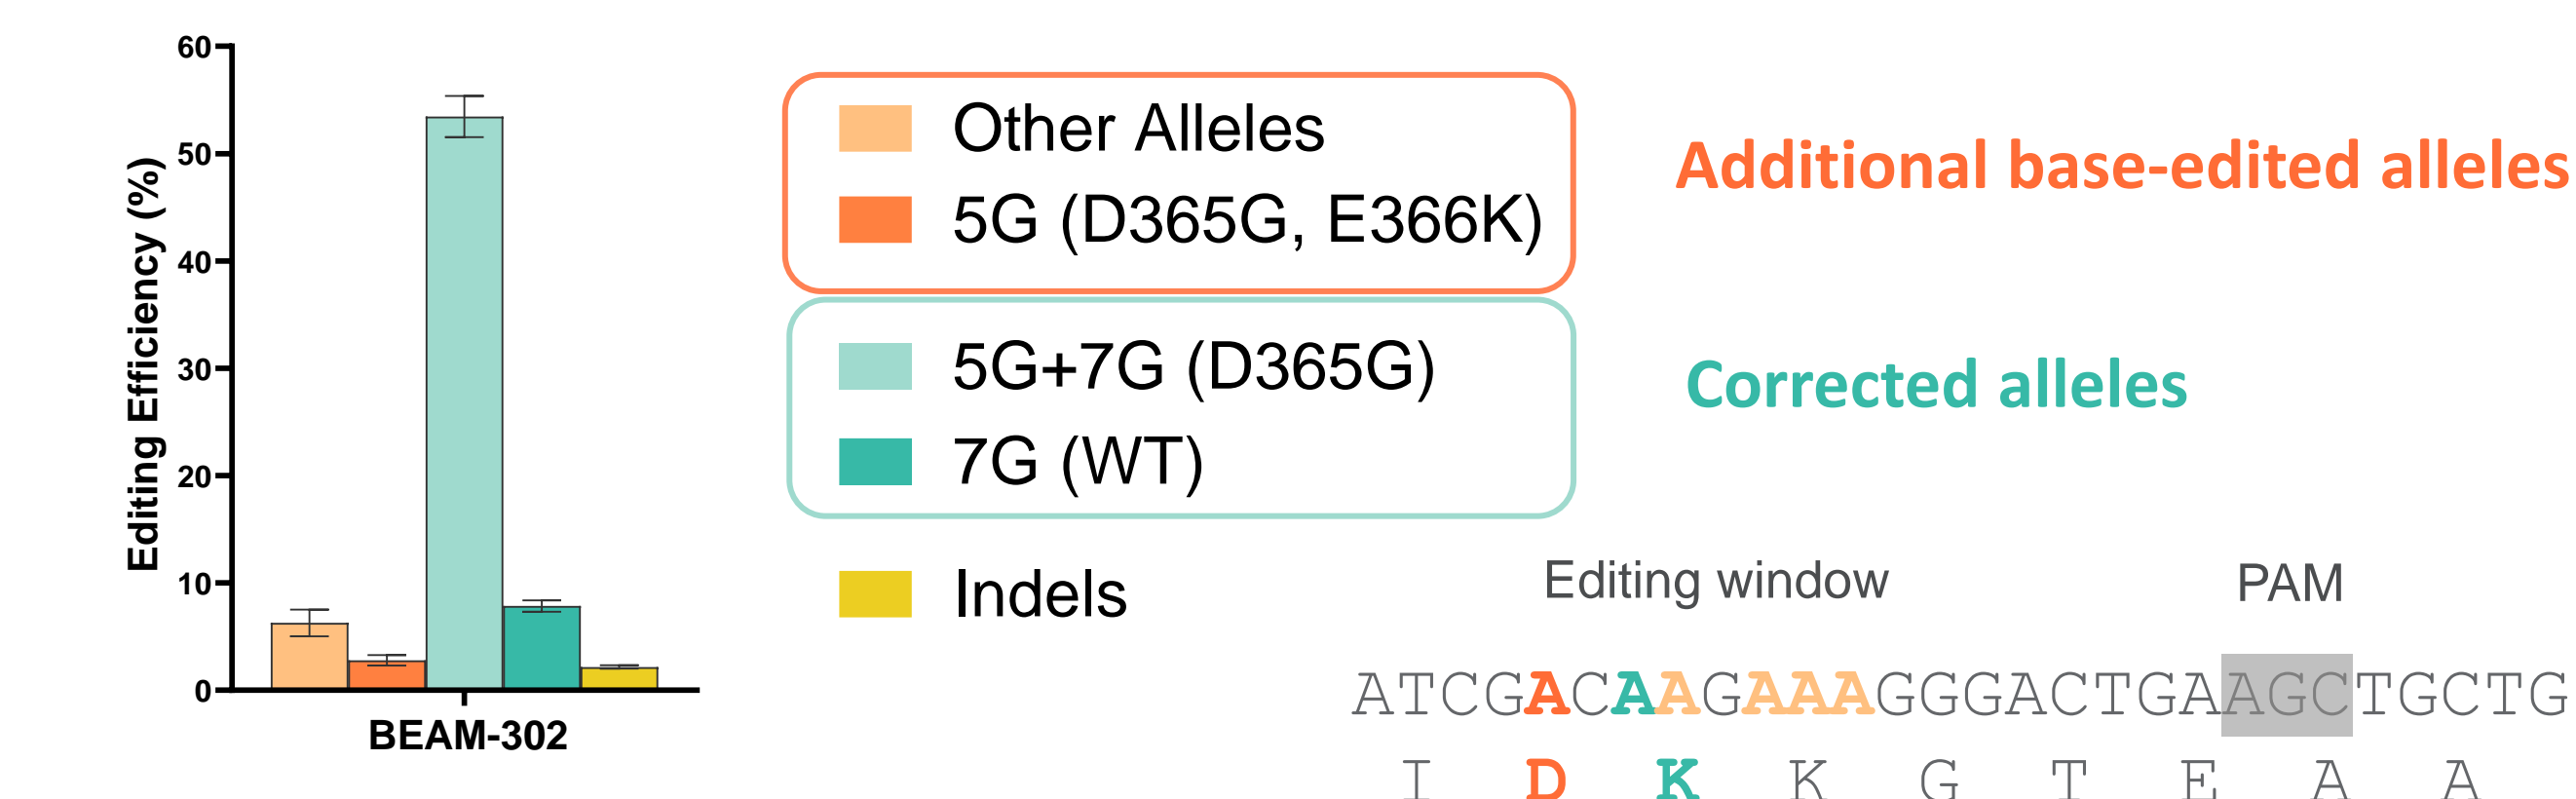 60
50
40
30
20
10
0
Editing Efficiency (%)
BEAM-302
Other Alleles
5G (D365G, E366K)
Additional base-edited alleles
5G+7G (D365G)
7G (WT)
Corrected alleles
Indels
Editing window
PAM
ATCGACAAGAAAGGGACTGAAGCTGCTG
I D K K G T E A A